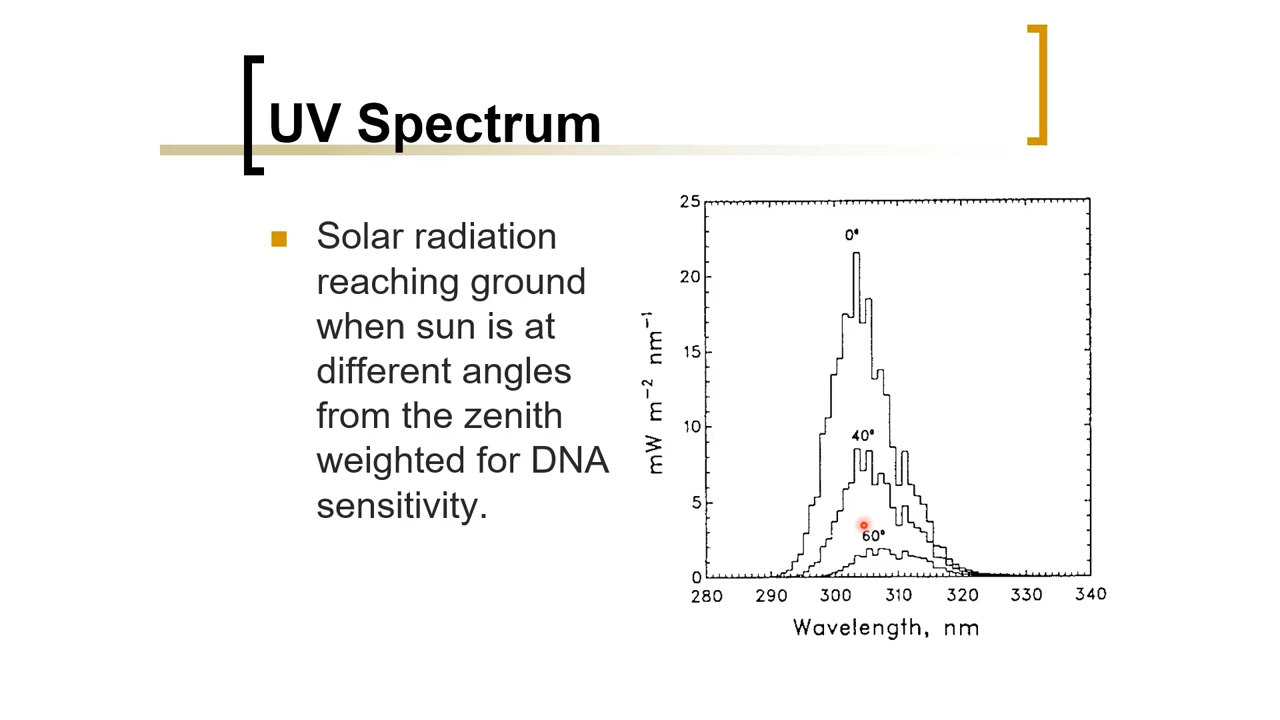 UV Spectrum
Solar radiation
reaching ground
when sun is at
different angles
from the zenith
weighted for DNA
sensitivity.
25
20
15
10
5
0
mW m⁻² nm⁻¹
0°
40°
60°
280 290 300 310 320 330 340
Wavelength, nm